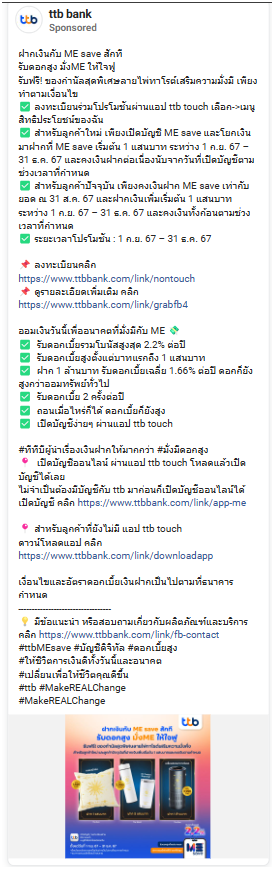 ttb bank
Sponsored
ฝากเงินกับ ME save สักที
รับดอกสูง มั่งME ให้ใจฟู
รับฟรี! ของกำนัลสุดพิเศษลายไพ่ทาโรต์เสริมความมั่งมี เพียง
ทำตามเงื่อนไข
✅ ลงทะเบียนร่วมโปรโมชันผ่านแอป ttb touch เลือก->เมนู
สิทธิประโยชน์ของฉัน
✅ สำหรับลูกค้าใหม่ เพียงเปิดบัญชี ME save และโยกเงิน
มาฝากที่ ME save เริ่มต้น 1 แสนบาท ระหว่าง 1 ก.ย. 67 –
31 ธ.ค. 67 และคงเงินฝากต่อเนื่องนับจากวันที่เปิดบัญชีตาม
ช่วงเวลาที่กำหนด
✅ สำหรับลูกค้าปัจจุบัน เพียงคงเงินฝาก ME save เท่ากับ
ยอด ณ 31 ส.ค. 67 และฝากเงินเพิ่มเริ่มต้น 1 แสนบาท
ระหว่าง 1 ก.ย. 67 – 31 ธ.ค. 67 และคงเงินทั้งก้อนตามช่วง
เวลาที่กำหนด
✅ ระยะเวลาโปรโมชัน : 1 ก.ย. 67 – 31 ธ.ค. 67
📌 ลงทะเบียนคลิก
https://www.ttbbank.com/link/nontouch
📌 ดูรายละเอียดเพิ่มเติม คลิก
https://www.ttbbank.com/link/grabfb4
ออมเงินวันนี้เพื่ออนาคตที่มั่งมีกับ ME 💸
✅ รับดอกเบี้ยรวมโบนัสสูงสุด 2.2% ต่อปี
✅ รับดอกเบี้ยสูงตั้งแต่บาทแรกถึง 1 แสนบาท
✅ ฝาก 1 ล้านบาท รับดอกเบี้ยเฉลี่ย 1.66% ต่อปี ดอกก็ยัง
สูงกว่าออมทรัพย์ทั่วไป
✅ รับดอกเบี้ย 2 ครั้งต่อปี
✅ ถอนเมื่อไหร่ก็ได้ ดอกเบี้ยก็ยังสูง
✅ เปิดบัญชีง่ายๆ ผ่านแอป ttb touch
#ทีทีบีผู้นำเรื่องเงินฝากให้มากกว่า #มั่งมีดอกสูง
📍 เปิดบัญชีออนไลน์ ผ่านแอป ttb touch โหลดแล้วเปิด
บัญชีได้เลย
ไม่จำเป็นต้องมีบัญชีกับ ttb มาก่อนก็เปิดบัญชีออนไลน์ได้
เปิดบัญชี คลิก https://www.ttbbank.com/link/app-me
📍 สำหรับลูกค้าที่ยังไม่มี แอป ttb touch
ดาวน์โหลดแอป คลิก
https://www.ttbbank.com/link/downloadapp
เงื่อนไขและอัตราดอกเบี้ยเงินฝากเป็นไปตามที่ธนาคาร
กำหนด
-----------------------------------
💡 มีข้อแนะนำ หรือสอบถามเกี่ยวกับผลิตภัณฑ์และบริการ
คลิก https://www.ttbbank.com/link/fb-contact
#ttbMEsave #บัญชีดิจิทัล #ดอกเบี้ยสูง
#ให้ชีวิตการเงินดีทั้งวันนี้และอนาคต
#เปลี่ยนเพื่อให้ชีวิตคุณดีขึ้น
#ttb #MakeREALChange
#MakeREALChange
ttb
ฝากเงินกับ ME save สักที
รับดอกสูง มั่งME ให้ใจฟู
ME